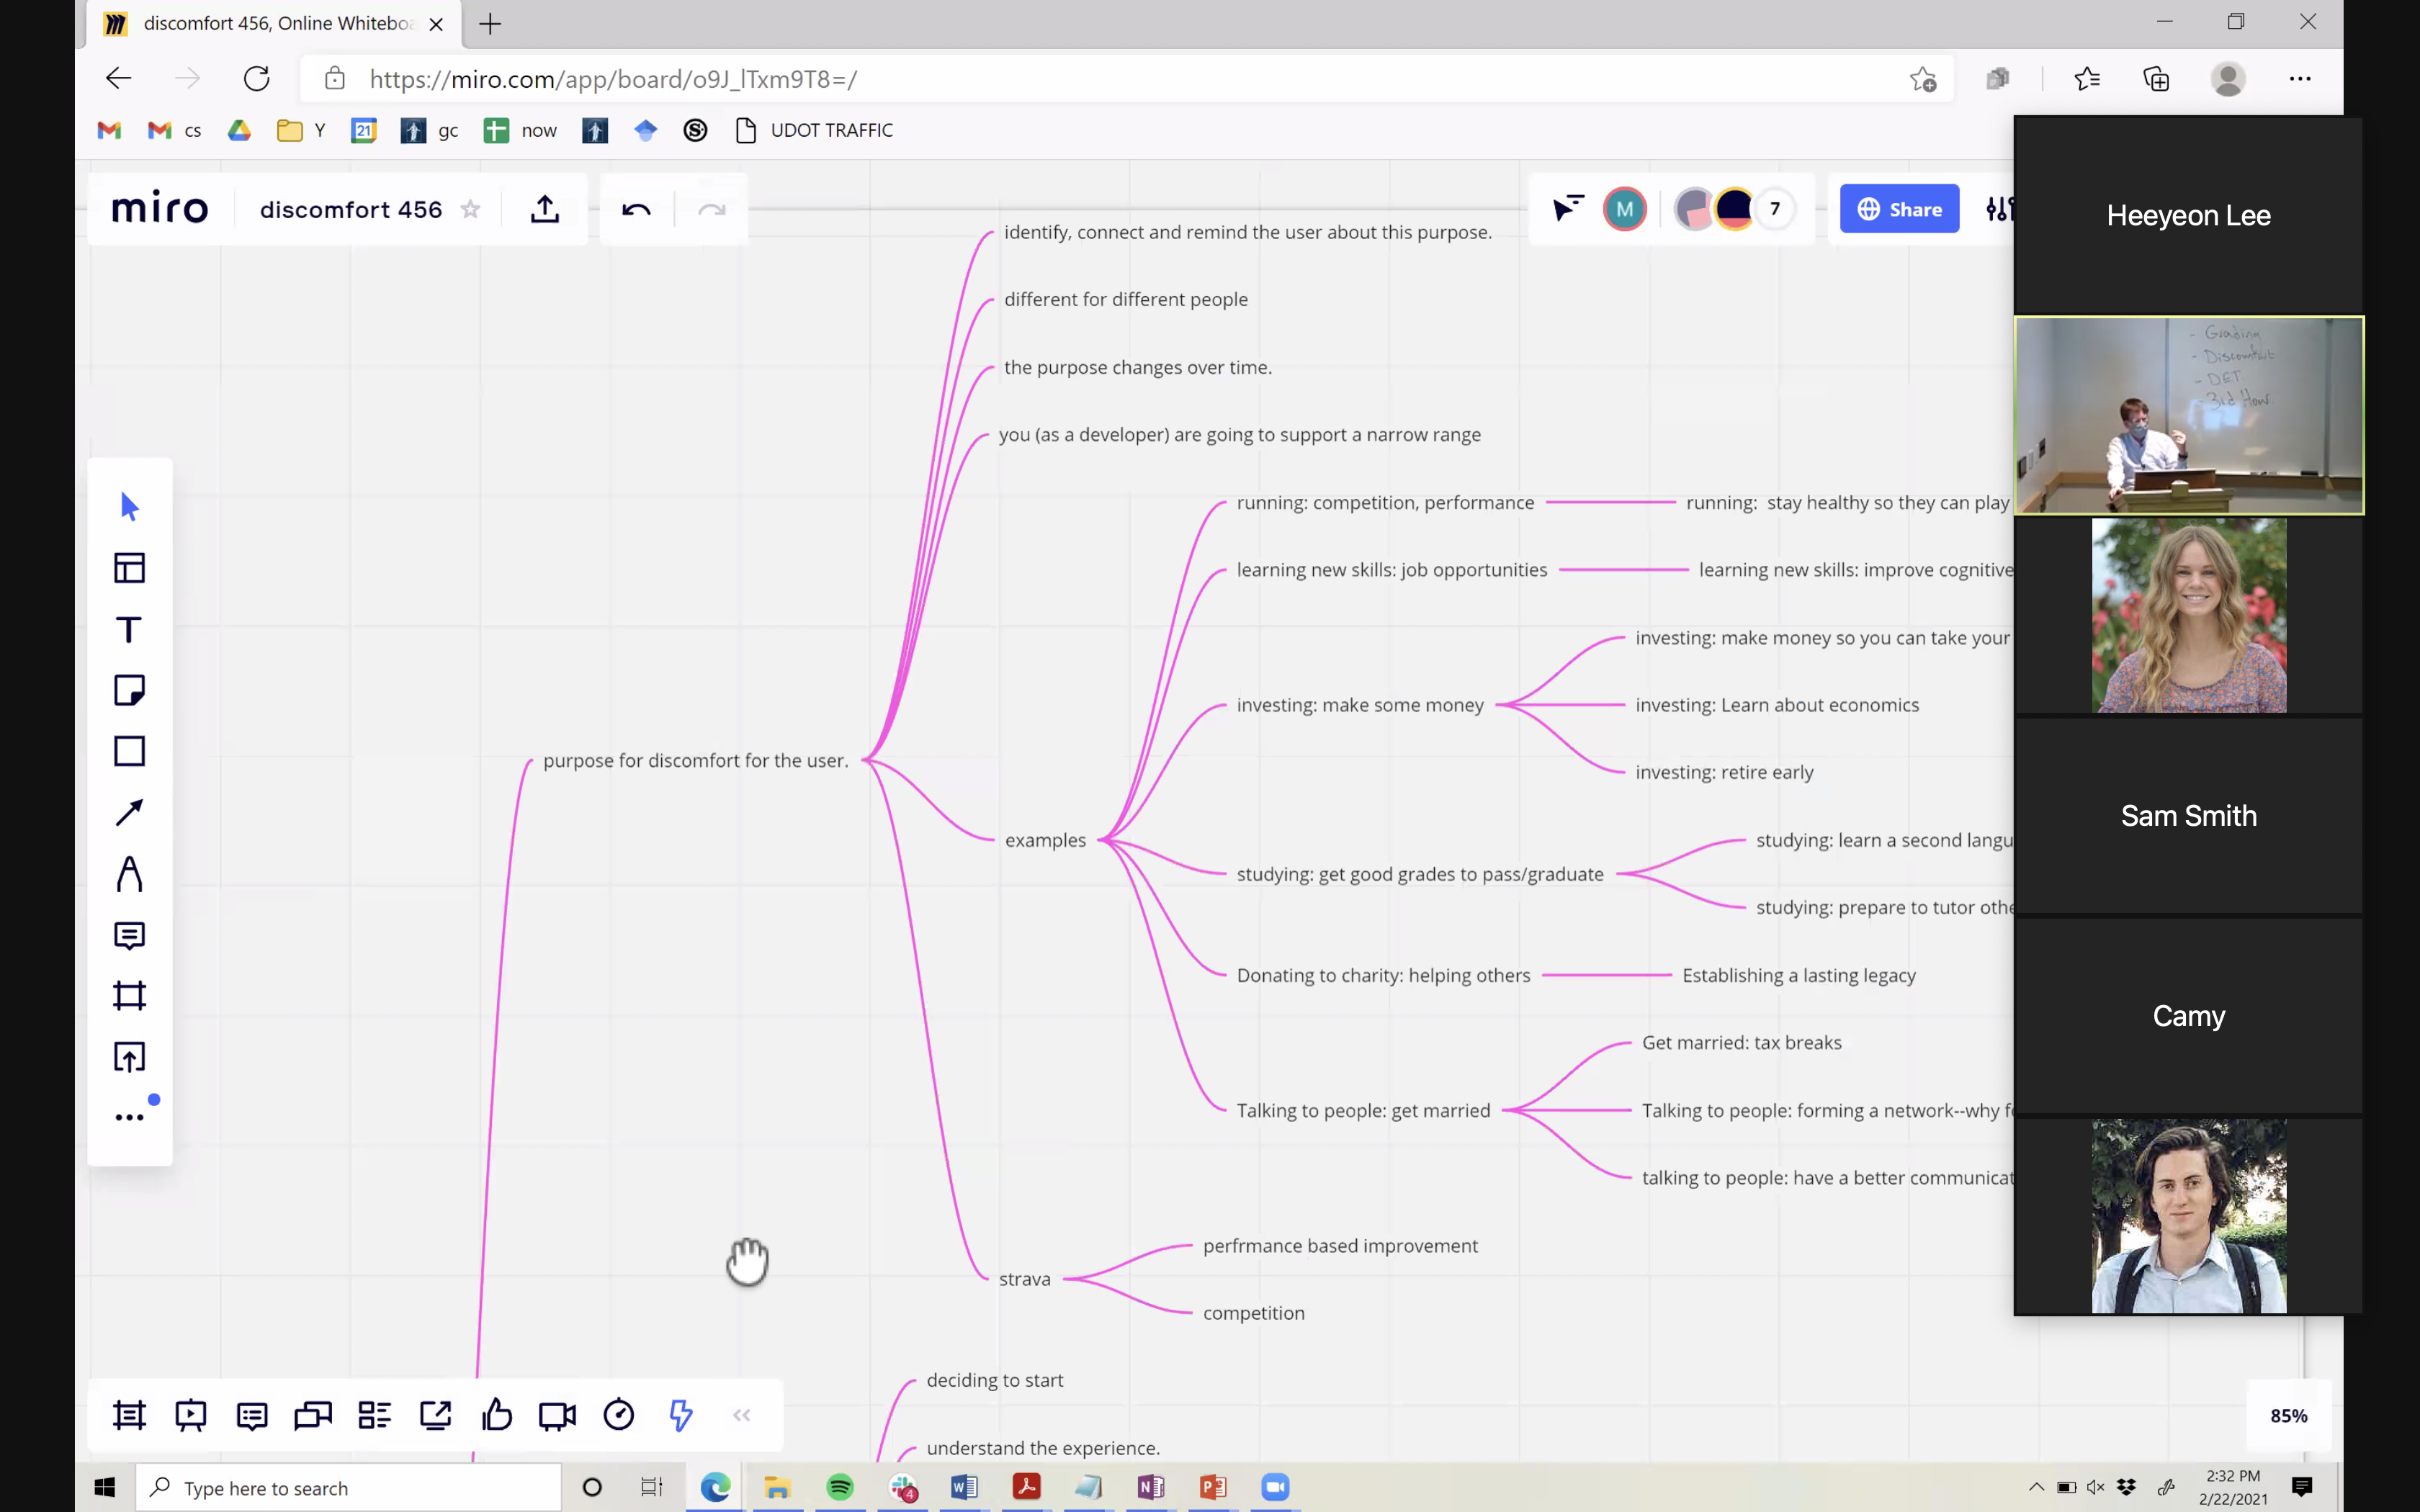 discomfort 456, Online Whiteboa
https://miro.com/app/board/o9J_lTxm9T8=/
cs
Y
21
gc
now
UDOT TRAFFIC
miro
discomfort 456
M
7
Share
identify, connect and remind the user about this purpose.
different for different people
the purpose changes over time.
you (as a developer) are going to support a narrow range
running: competition, performance
running: stay healthy so they can play
learning new skills: job opportunities
learning new skills: improve cognitive
investing: make money so you can take your
investing: make some money
investing: Learn about economics
investing: retire early
purpose for discomfort for the user.
examples
studying: learn a second langu
studying: get good grades to pass/graduate
studying: prepare to tutor othe
Donating to charity: helping others
Establishing a lasting legacy
Get married: tax breaks
Talking to people: get married
Talking to people: forming a network--why f
talking to people: have a better communicat
perfrmance based improvement
strava
competition
deciding to start
understand the experience.
85%
Heeyeon Lee
- Grading
- Discomfort
- DET
- 3rd Hour
Sam Smith
Camy
Type here to search
4
2:32 PM
2/22/2021